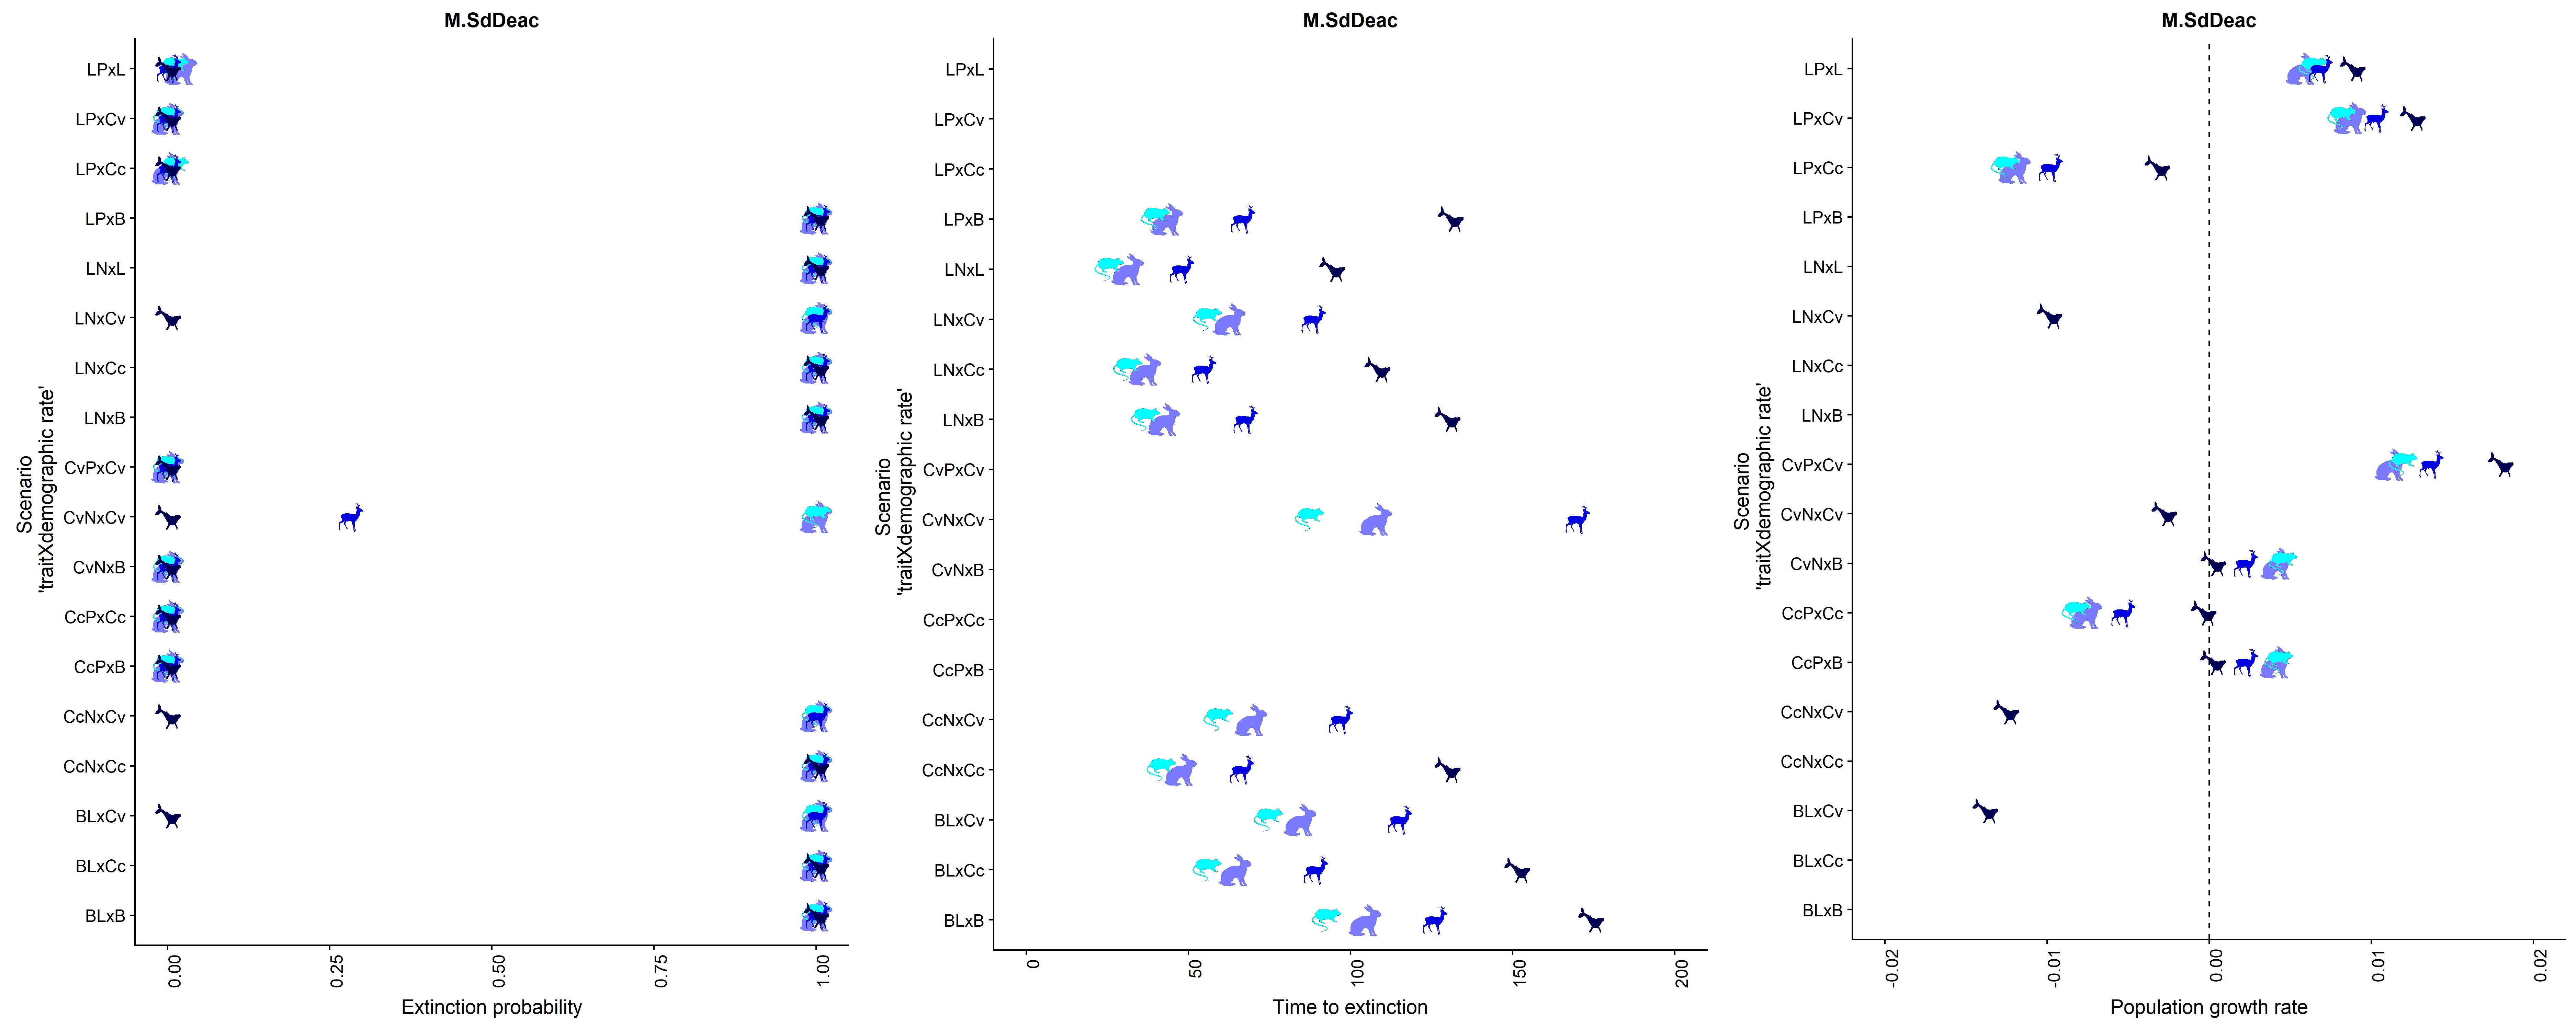 M.SdDeac
LPxL
LPxCv
LPxCc
LPxB
LNxL
LNxCv
LNxCc
LNxB
CvPxCv
CvNxCv
CvNxB
CcPxCc
CcPxB
CcNxCv
CcNxCc
BLxCv
BLxCc
BLxB
Scenario
'traitXdemographic rate'
0.00
0.25
0.50
0.75
1.00
Extinction probability
M.SdDeac
LPxL
LPxCv
LPxCc
LPxB
LNxL
LNxCv
LNxCc
LNxB
CvPxCv
CvNxCv
CvNxB
CcPxCc
CcPxB
CcNxCv
CcNxCc
BLxCv
BLxCc
BLxB
Scenario
'traitXdemographic rate'
0
50
100
150
200
Time to extinction
M.SdDeac
LPxL
LPxCv
LPxCc
LPxB
LNxL
LNxCv
LNxCc
LNxB
CvPxCv
CvNxCv
CvNxB
CcPxCc
CcPxB
CcNxCv
CcNxCc
BLxCv
BLxCc
BLxB
Scenario
'traitXdemographic rate'
-0.02
-0.01
0.00
0.01
0.02
Population growth rate